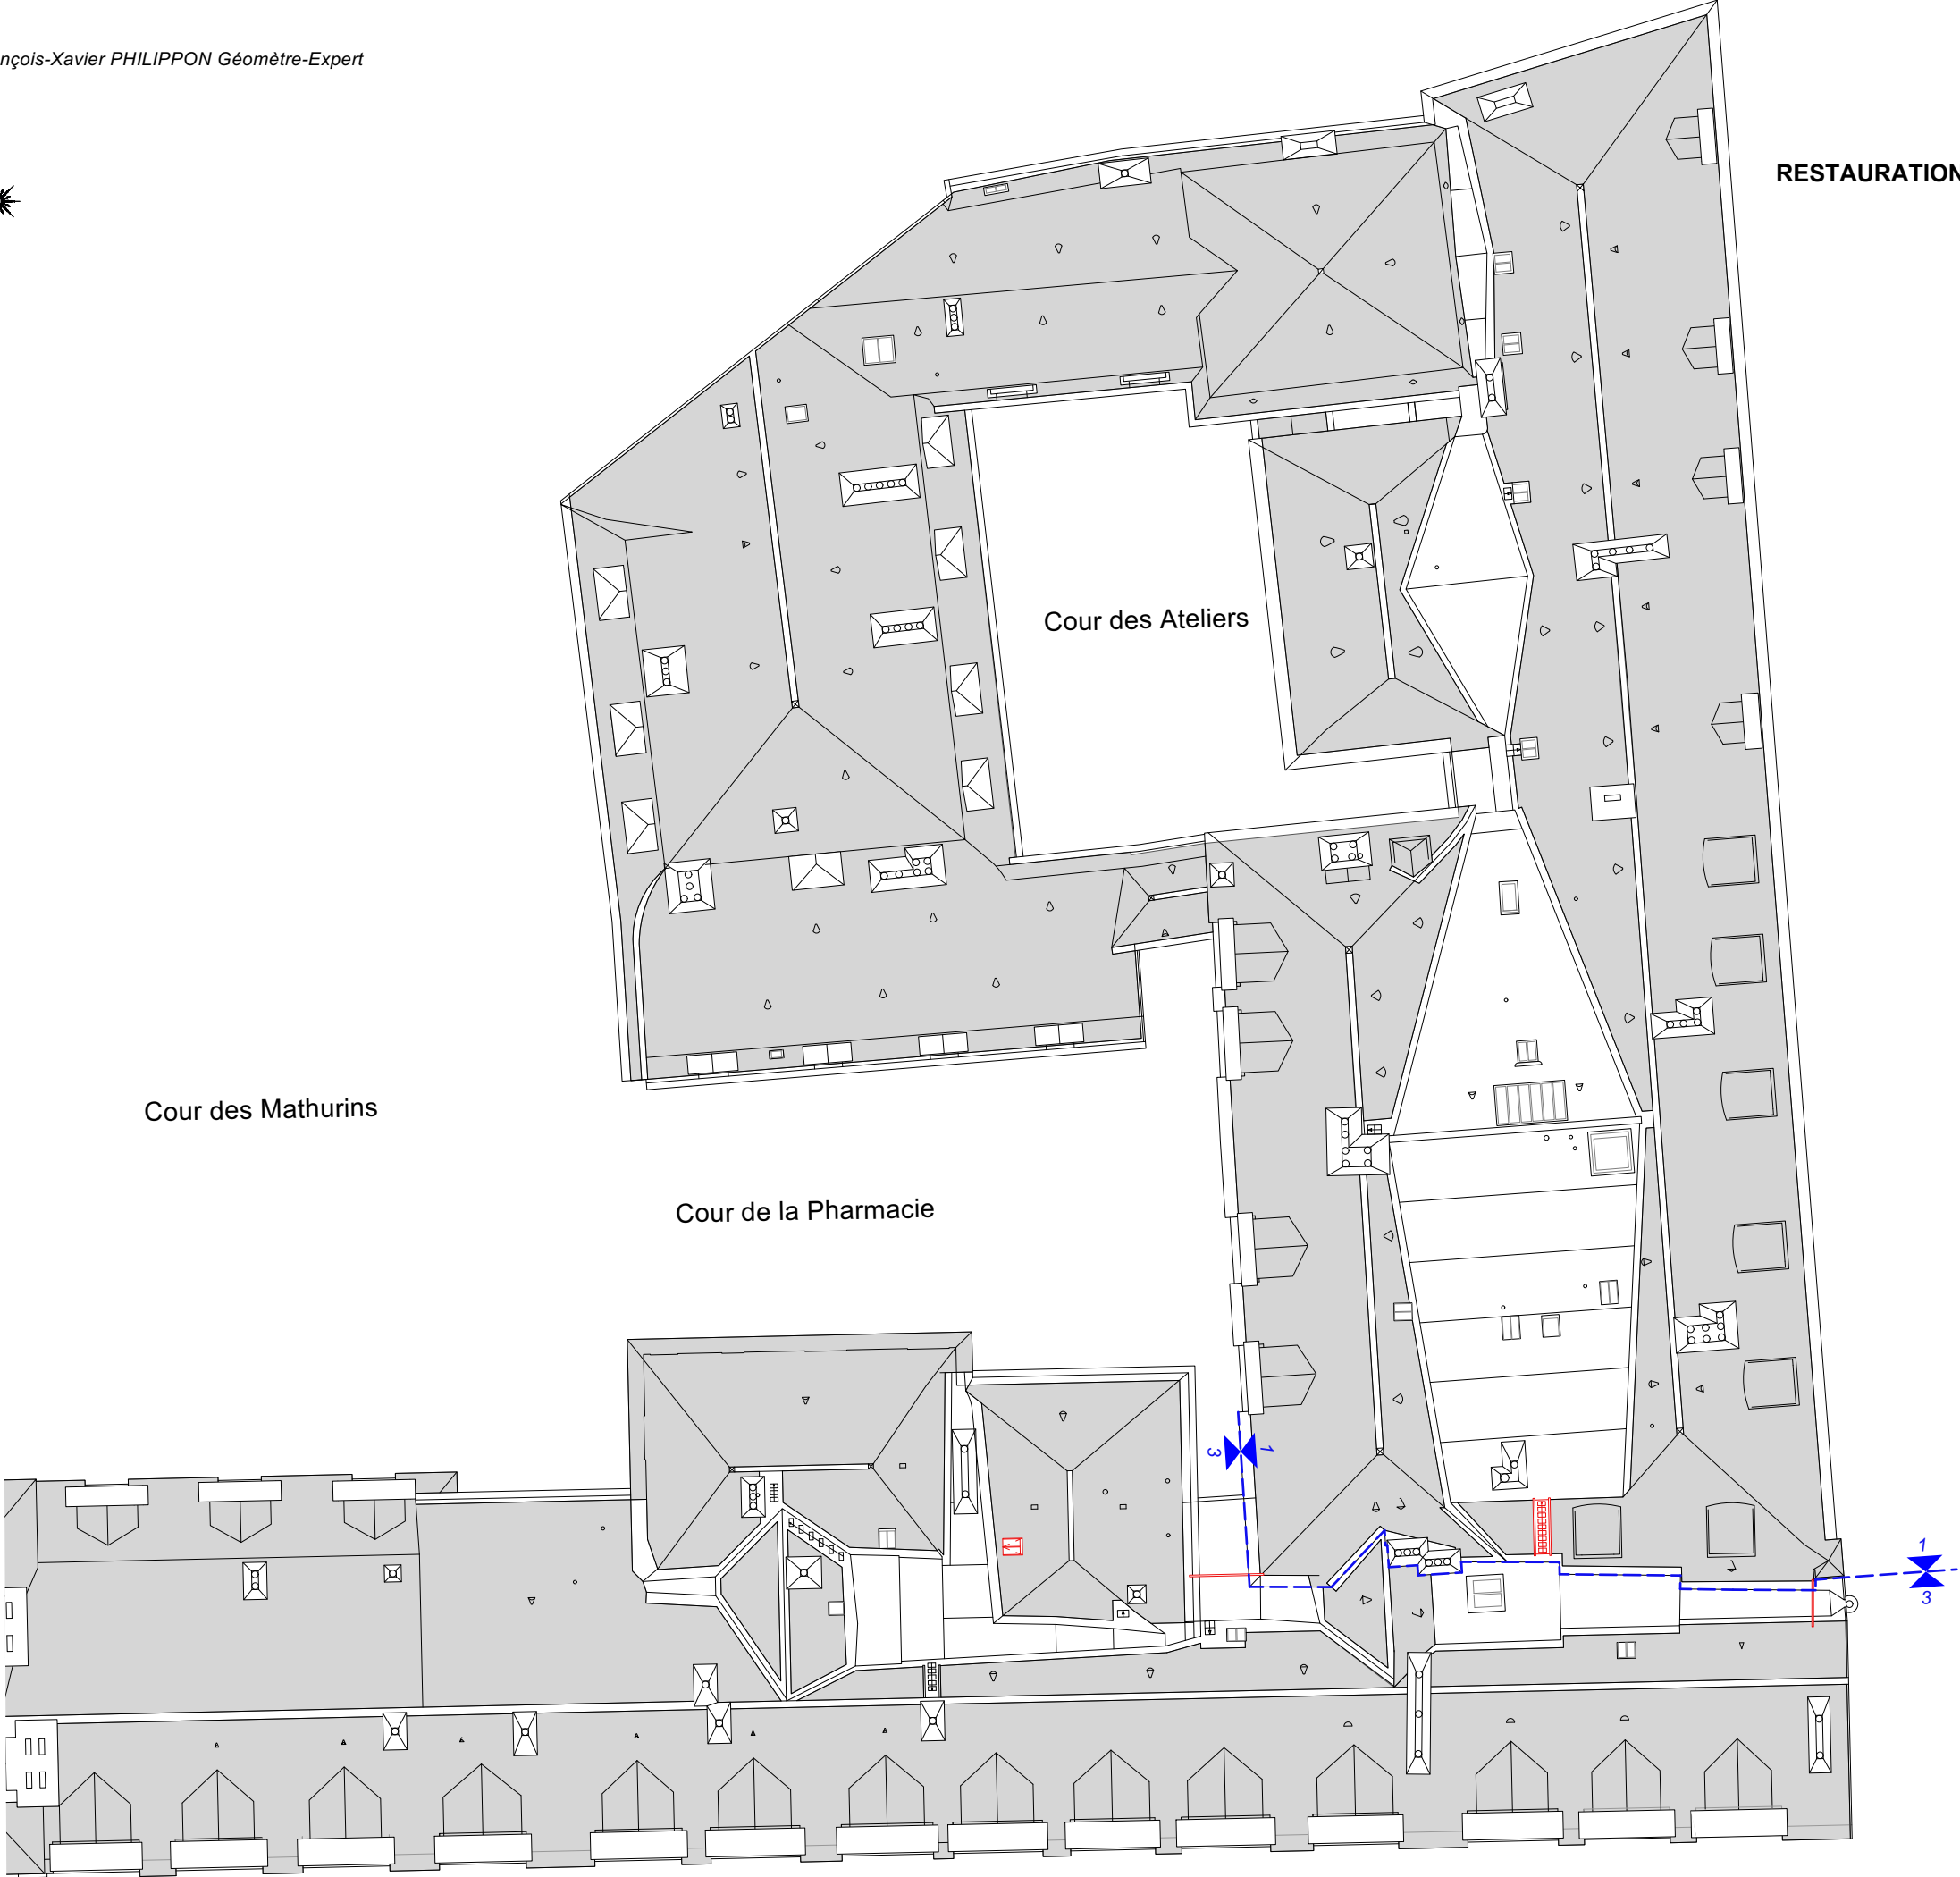 nçois-Xavier PHILIPPON Géomètre-Expert
RESTAURATION
Cour des Ateliers
Cour des Mathurins
Cour de la Pharmacie
3 1
1
3